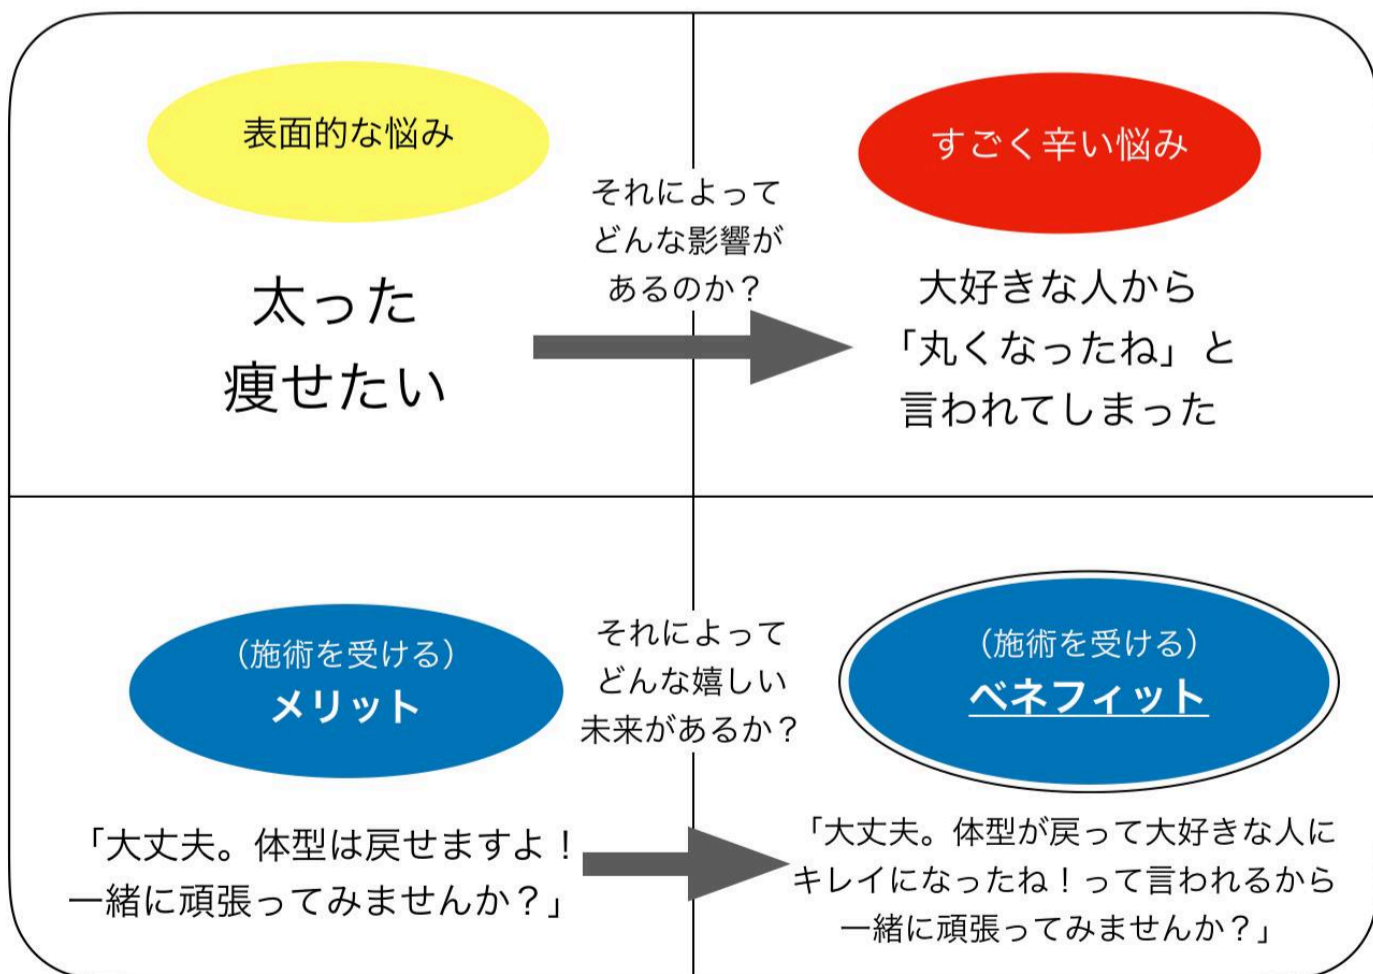 表面的な悩み
太った
痩せたい
それによって
どんな影響が
あるのか？
すごく辛い悩み
大好きな人から
「丸くなったね」と
言われてしまった
（施術を受ける）
メリット
「大丈夫。体型は戻せますよ！
一緒に頑張ってみませんか？」
それによって
どんな嬉しい
未来があるか？
（施術を受ける）
ベネフィット
「大丈夫。体型が戻って大好きな人に
キレイになったね！って言われるから
一緒に頑張ってみませんか？」